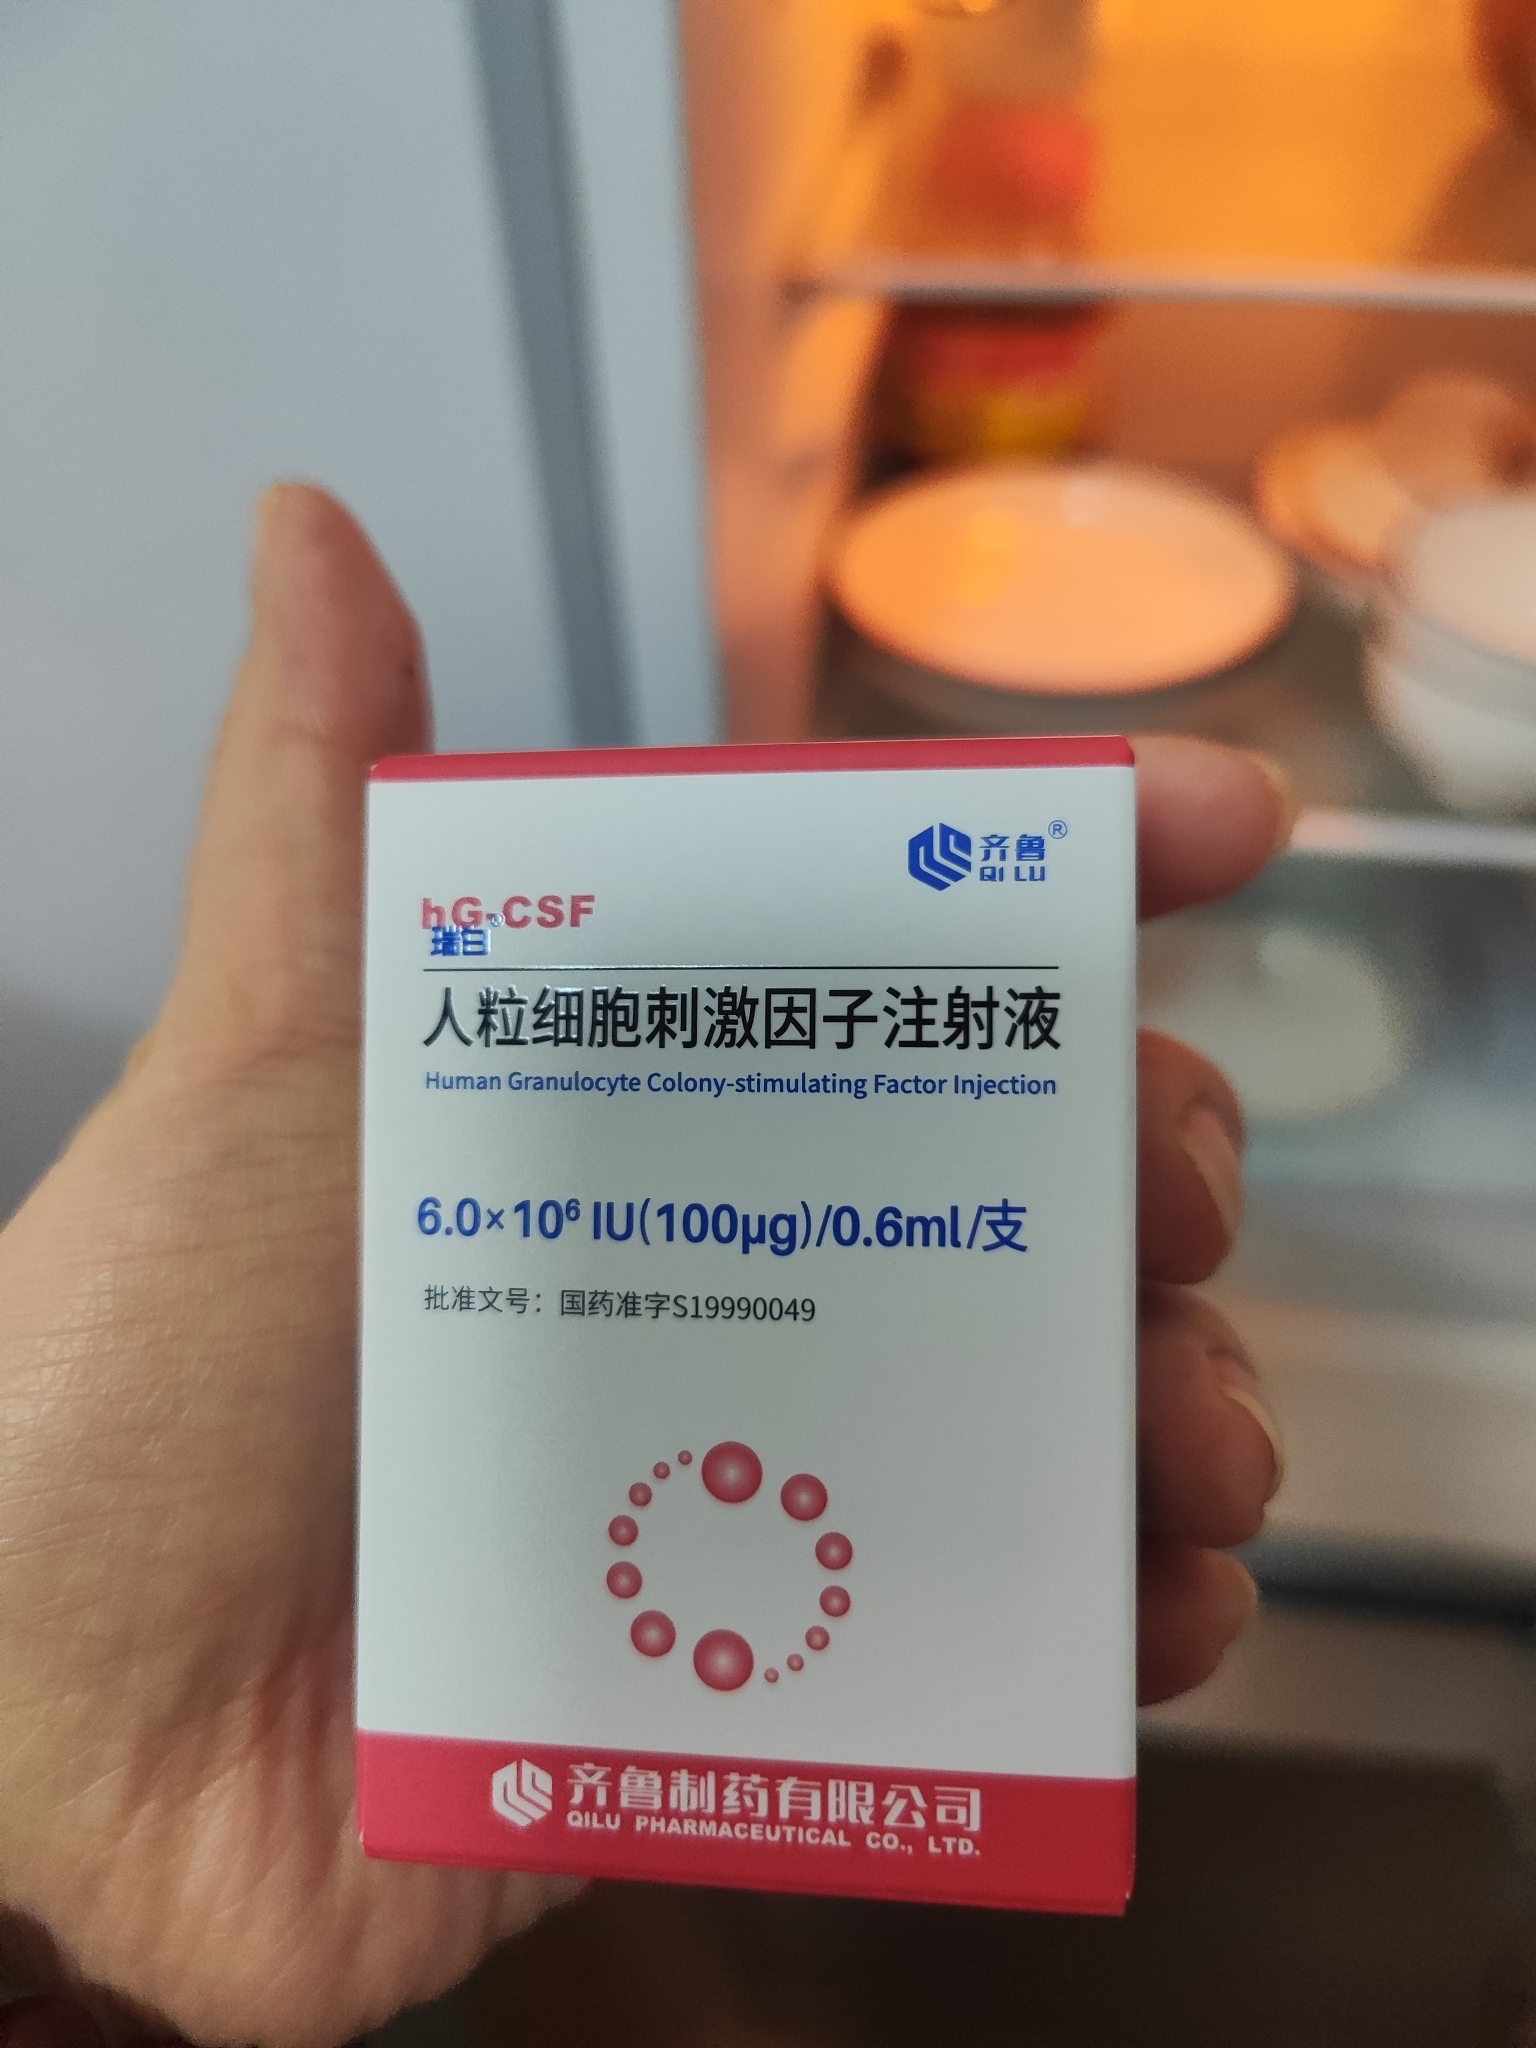 齐鲁®
QILU
hG-CSF
瑞白®
人粒细胞刺激因子注射液
Human Granulocyte Colony-stimulating Factor Injection
6.0×10⁶ IU(100μg)/0.6ml/支
批准文号：国药准字S19990049
齐鲁制药有限公司
QILU PHARMACEUTICAL CO., LTD.